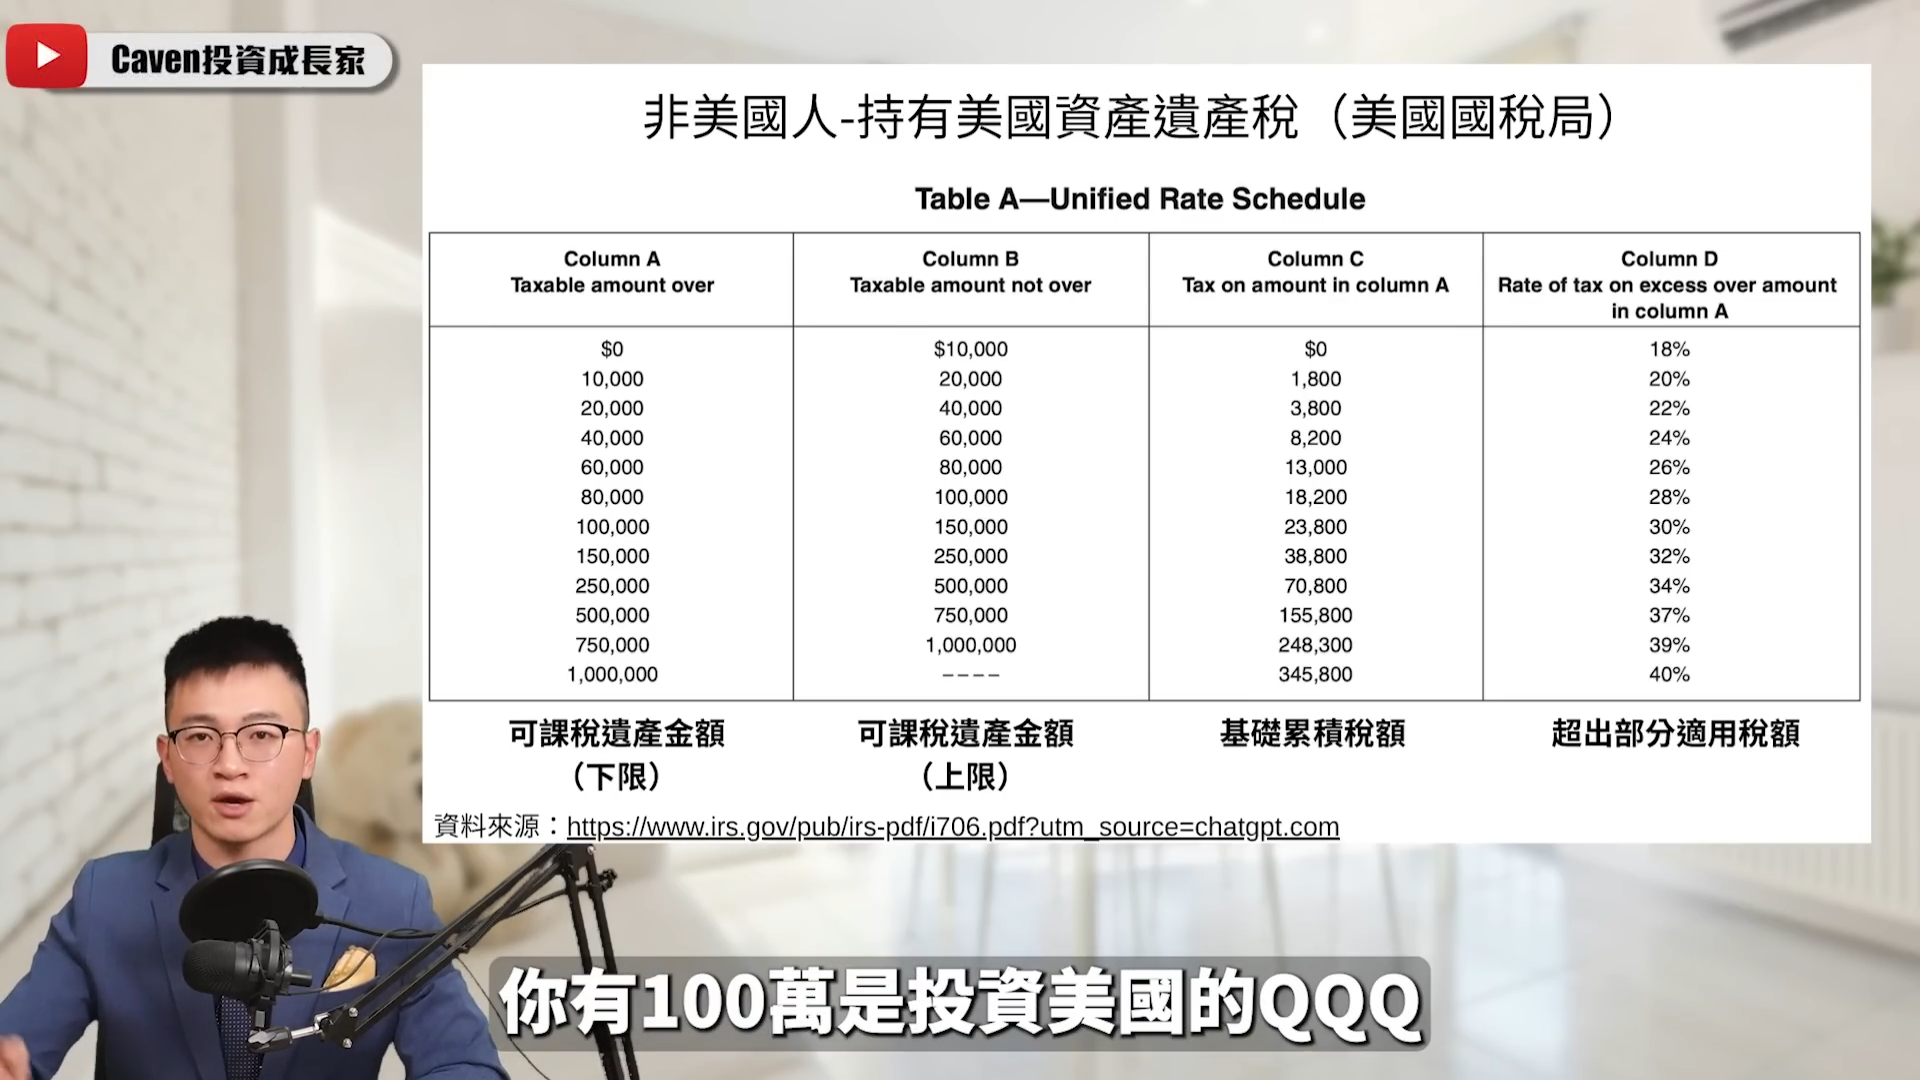 Caven投資成長家
非美國人-持有美國資產遺產稅（美國國稅局）
Table A—Unified Rate Schedule
Column A
Taxable amount over
Column B
Taxable amount not over
Column C
Tax on amount in column A
Column D
Rate of tax on excess over amount
in column A
$0 $10,000 $0 18%
10,000 20,000 1,800 20%
20,000 40,000 3,800 22%
40,000 60,000 8,200 24%
60,000 80,000 13,000 26%
80,000 100,000 18,200 28%
100,000 150,000 23,800 30%
150,000 250,000 38,800 32%
250,000 500,000 70,800 34%
500,000 750,000 155,800 37%
750,000 1,000,000 248,300 39%
1,000,000 ---- 345,800 40%
可課稅遺產金額
（下限）
可課稅遺產金額
（上限）
基礎累積稅額
超出部分適用稅額
資料來源：https://www.irs.gov/pub/irs-pdf/i706.pdf?utm_source=chatgpt.com
你有100萬是投資美國的QQQ